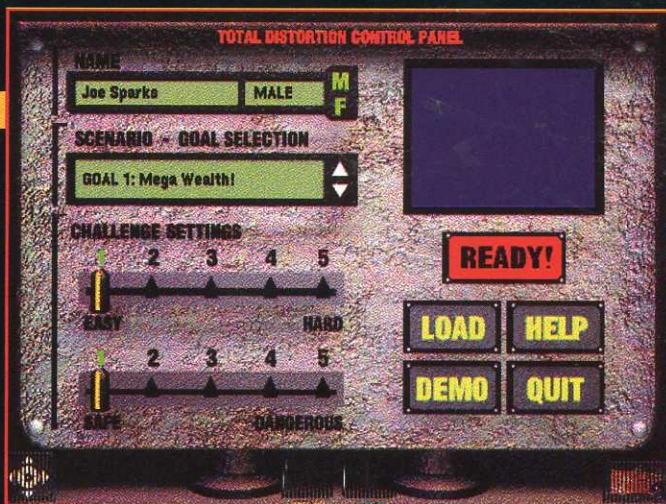 TOTAL DISTORTION CONTROL PANEL
NAME
Joe Sparks
MALE
M
F
SCENARIO - GOAL SELECTION
GOAL 1: Mega Wealth!
CHALLENGE SETTINGS
1 2 3 4 5
EASY HARD
1 2 3 4 5
SAFE DANGEROUS
READY!
LOAD HELP
DEMO QUIT